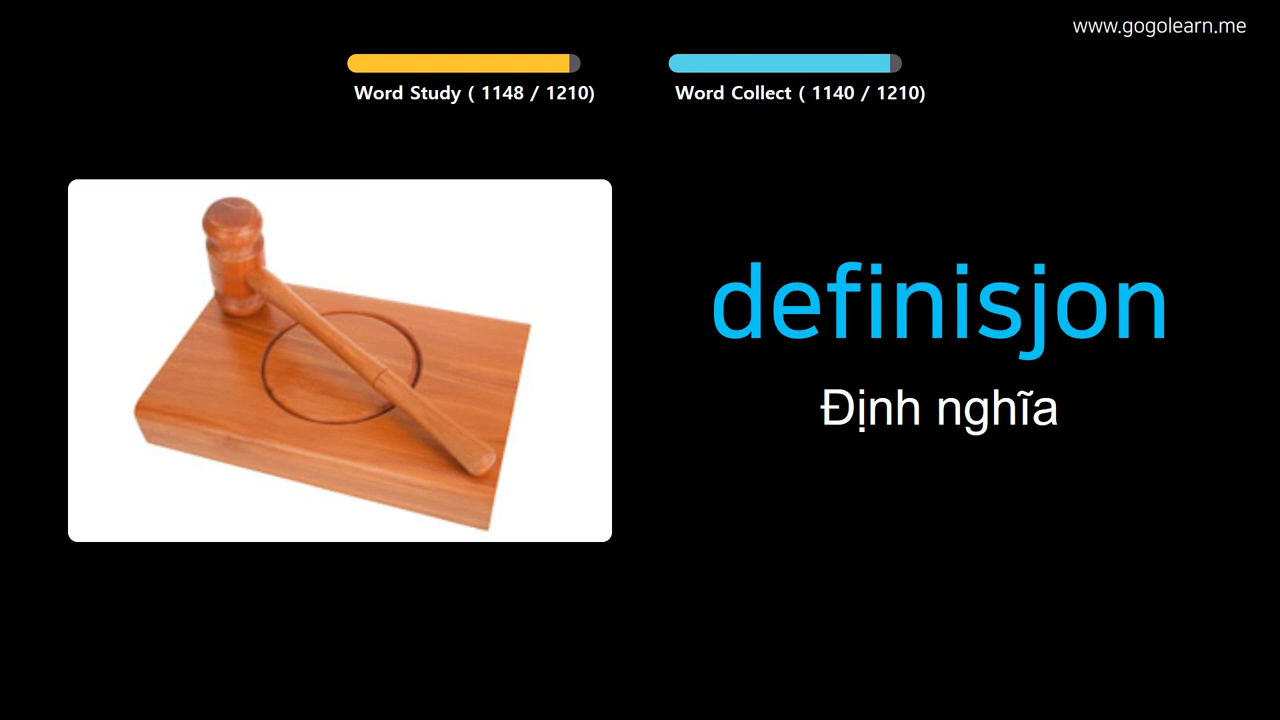 www.gogolearn.me
Word Study ( 1148 / 1210)
Word Collect ( 1140 / 1210)
definisjon
Định nghĩa